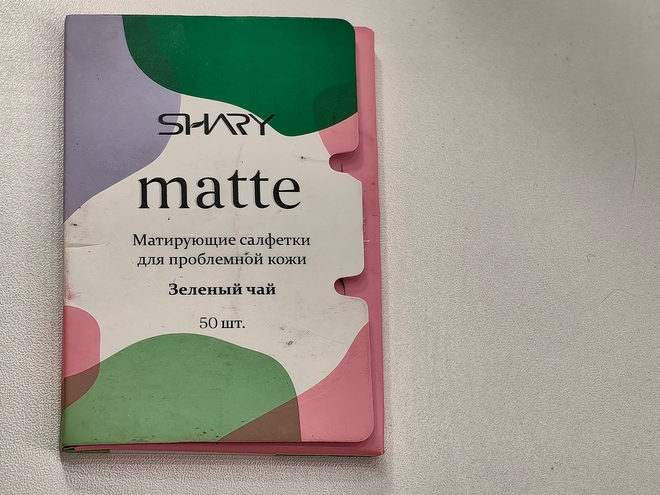 SHARY
matte
Матирующие салфетки
для проблемной кожи
Зеленый чай
50 шт.